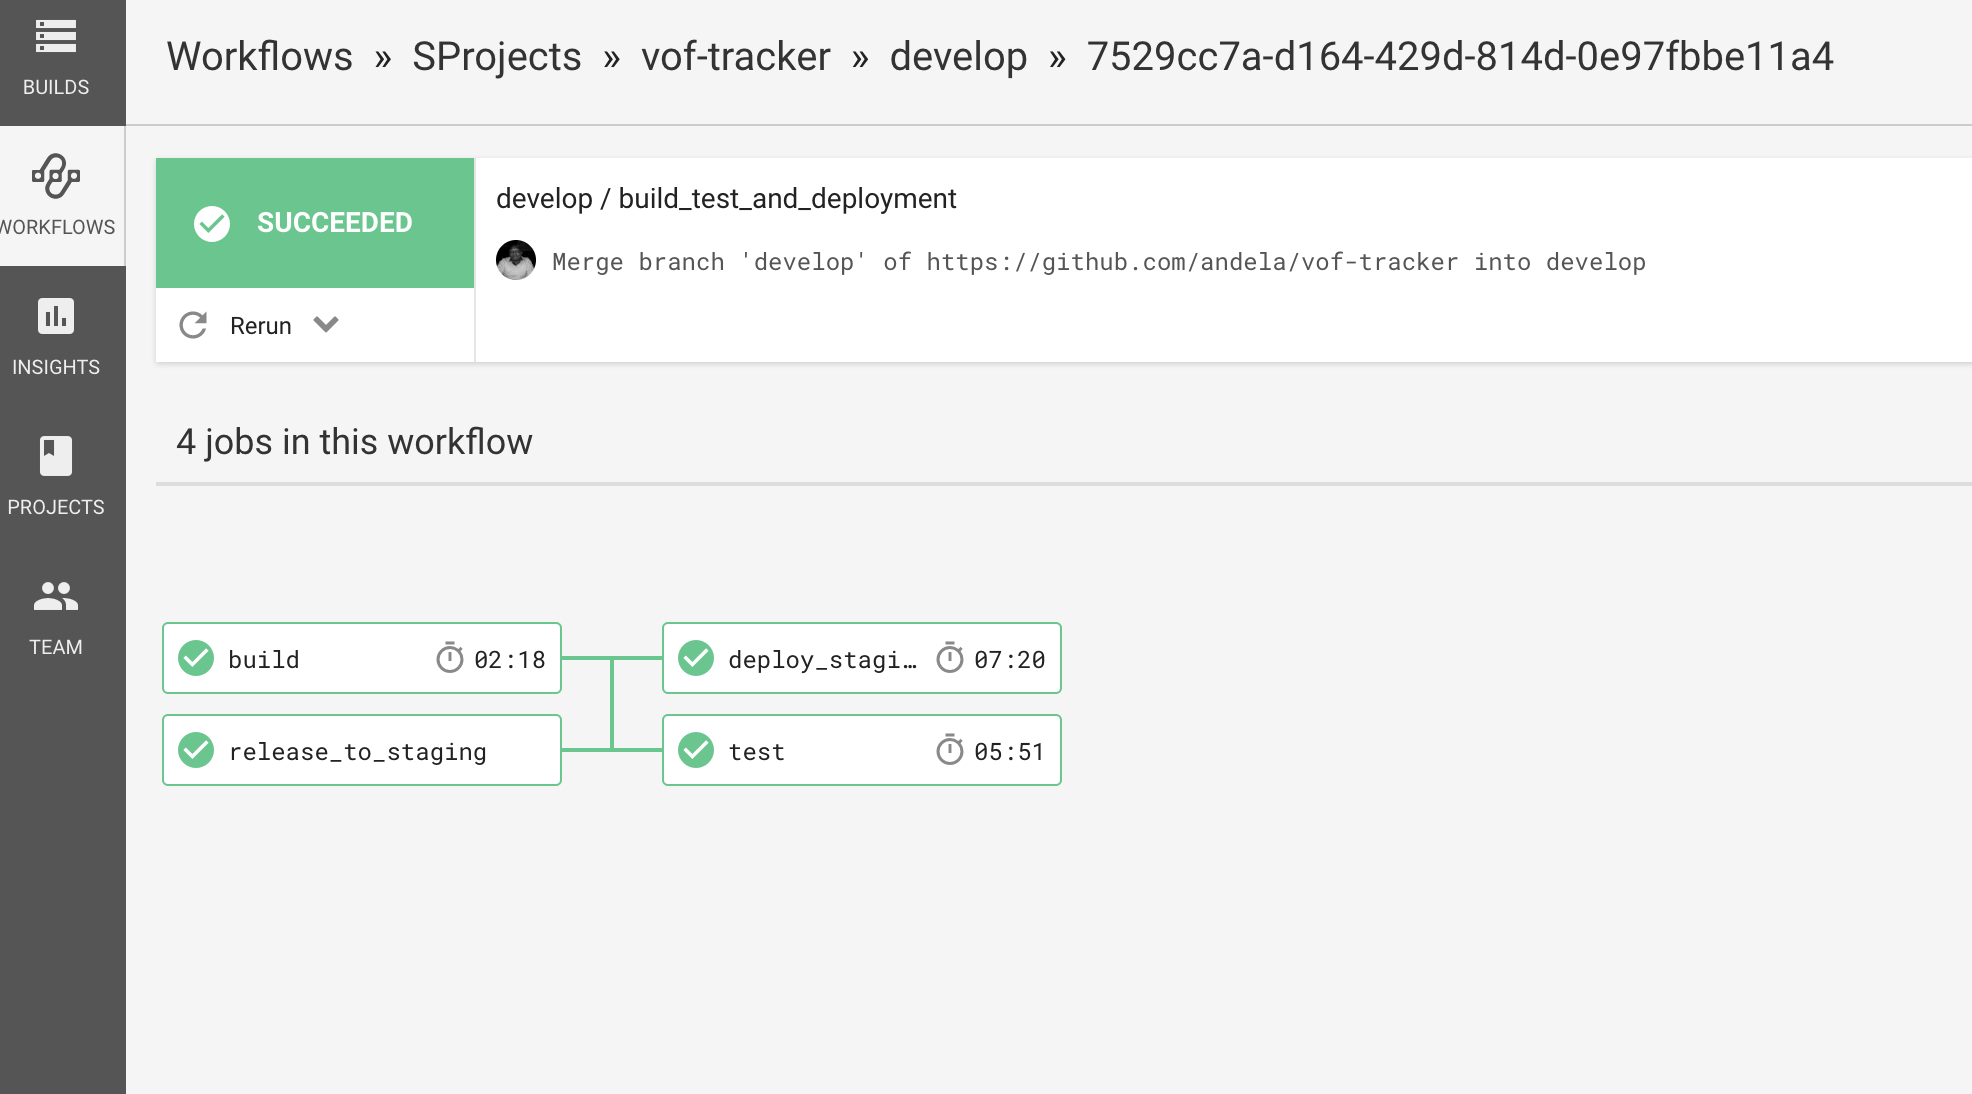 BUILDS
WORKFLOWS
INSIGHTS
PROJECTS
TEAM
Workflows » SProjects » vof-tracker » develop » 7529cc7a-d164-429d-814d-0e97fbbe11a4
SUCCEEDED
Rerun
develop / build_test_and_deployment
Merge branch 'develop' of https://github.com/andela/vof-tracker into develop
4 jobs in this workflow
build 02:18
deploy_stagi… 07:20
release_to_staging
test 05:51